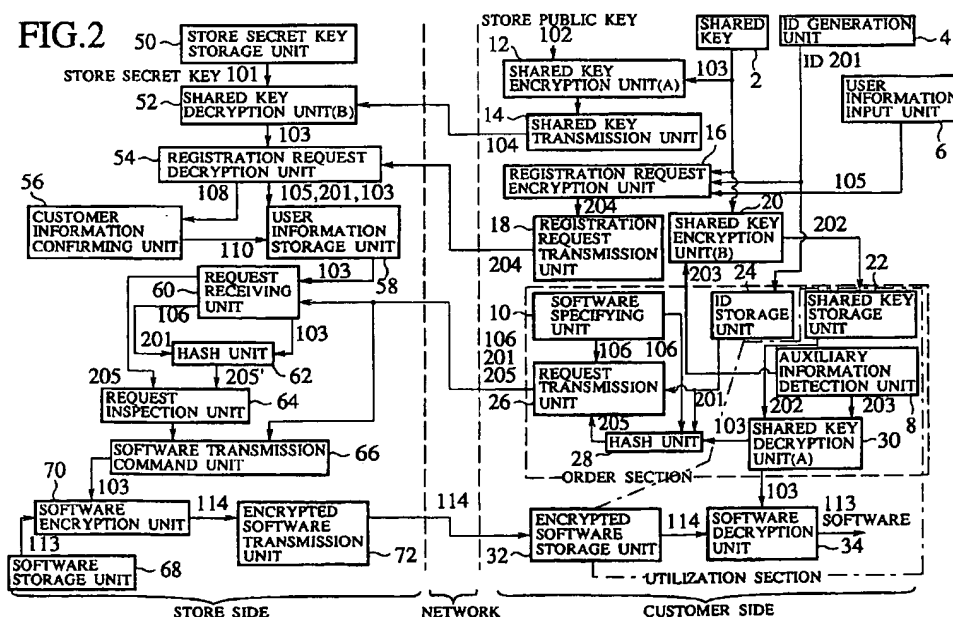 FIG.2
50
STORE SECRET KEY
STORAGE UNIT
STORE SECRET KEY 101
52
SHARED KEY
DECRYPTION UNIT(B)
103
54
REGISTRATION REQUEST
DECRYPTION UNIT
108
105,201,103
56
CUSTOMER
INFORMATION
CONFIRMING UNIT
110
USER
INFORMATION
STORAGE UNIT
58
103
60
REQUEST
RECEIVING
UNIT
106
201
103
HASH UNIT
62
205
205'
REQUEST
INSPECTION UNIT
64
SOFTWARE TRANSMISSION
COMMAND UNIT
66
70
103
SOFTWARE
ENCRYPTION UNIT
114
ENCRYPTED
SOFTWARE
TRANSMISSION
UNIT
72
113
SOFTWARE
STORAGE UNIT
68
114
STORE SIDE
NETWORK
CUSTOMER SIDE
STORE PUBLIC KEY
102
12
SHARED KEY
ENCRYPTION UNIT(A)
103
SHARED
KEY
2
ID GENERATION
UNIT
4
ID 201
USER
INFORMATION
INPUT UNIT
6
14
SHARED KEY
TRANSMISSION UNIT
104
16
REGISTRATION REQUEST
ENCRYPTION UNIT
105
204
18
REGISTRATION
REQUEST
TRANSMISSION
UNIT
204
20
SHARED KEY
ENCRYPTION
UNIT(B)
202
203
24
22
10
SOFTWARE
SPECIFYING
UNIT
ID
STORAGE
UNIT
SHARED KEY
STORAGE
UNIT
106
201
205
106
106
REQUEST
TRANSMISSION
UNIT
26
201
AUXILIARY
INFORMATION
DETECTION UNIT
8
202
203
205
HASH UNIT
28
103
SHARED KEY
DECRYPTION
UNIT(A)
30
ORDER SECTION
103
ENCRYPTED
SOFTWARE
STORAGE UNIT
32
114
SOFTWARE
DECRYPTION
UNIT
34
113
SOFTWARE
UTILIZATION SECTION